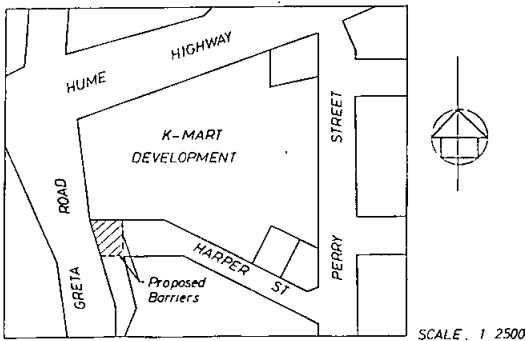 HUME HIGHWAY
K-MART
DEVELOPMENT
STREET
PERRY
ROAD
GRETA
HARPER ST
Proposed
Barriers
SCALE. 1 2500